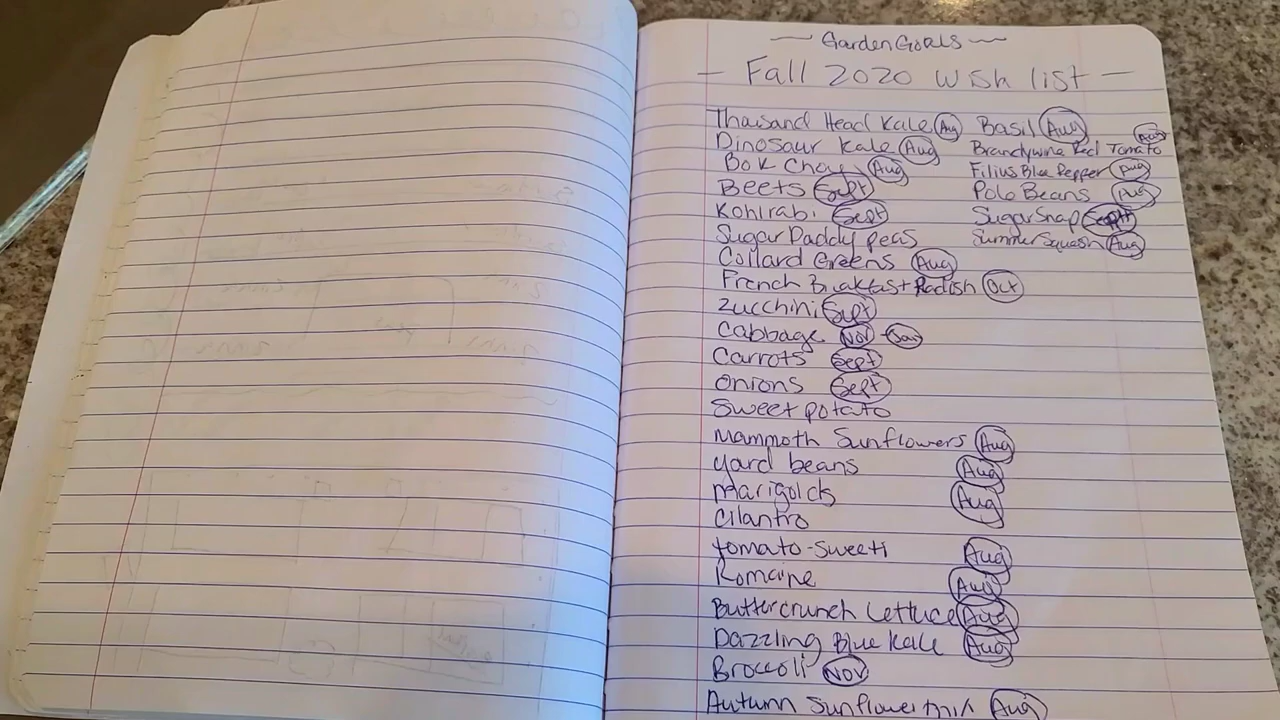 ~ Garden Goals ~
- Fall 2020 Wish list -
Thousand Head Kale Aug
Dinosaur Kale Aug
Bok Choy Aug
Beets Sept
Kohlrabi Sept
Sugar Daddy peas
Collard Greens Aug
French Breakfast Radish Oct
Zucchini Sept
Cabbage Nov - Jan
Carrots Sept
Onions Sept
Sweet potato
Mammoth Sunflowers Aug
Yard beans Aug
Marigolds Aug
Cilantro
tomato-Sweeti Aug
Romaine Aug
Buttercrunch Lettuce Aug
Dazzling Blue Kale Aug
Broccoli Nov
Autumn Sunflower mix Aug
Basil Aug
Brandywine Red Tomato Aug
Filius Blue Pepper Aug
Polo Beans Aug
Sugar Snap Sept
Summer Squash Aug